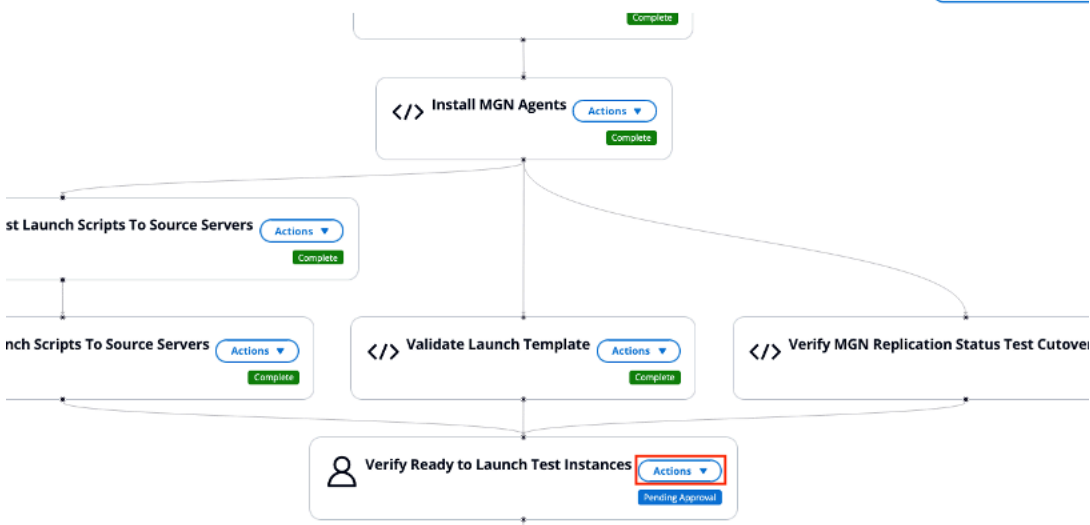 Complete
</> Install MGN Agents
Actions ▼
Complete
st Launch Scripts To Source Servers
Actions ▼
Complete
nch Scripts To Source Servers
Actions ▼
Complete
</> Validate Launch Template
Actions ▼
Complete
</> Verify MGN Replication Status Test Cutover
Verify Ready to Launch Test Instances
Actions ▼
Pending Approval